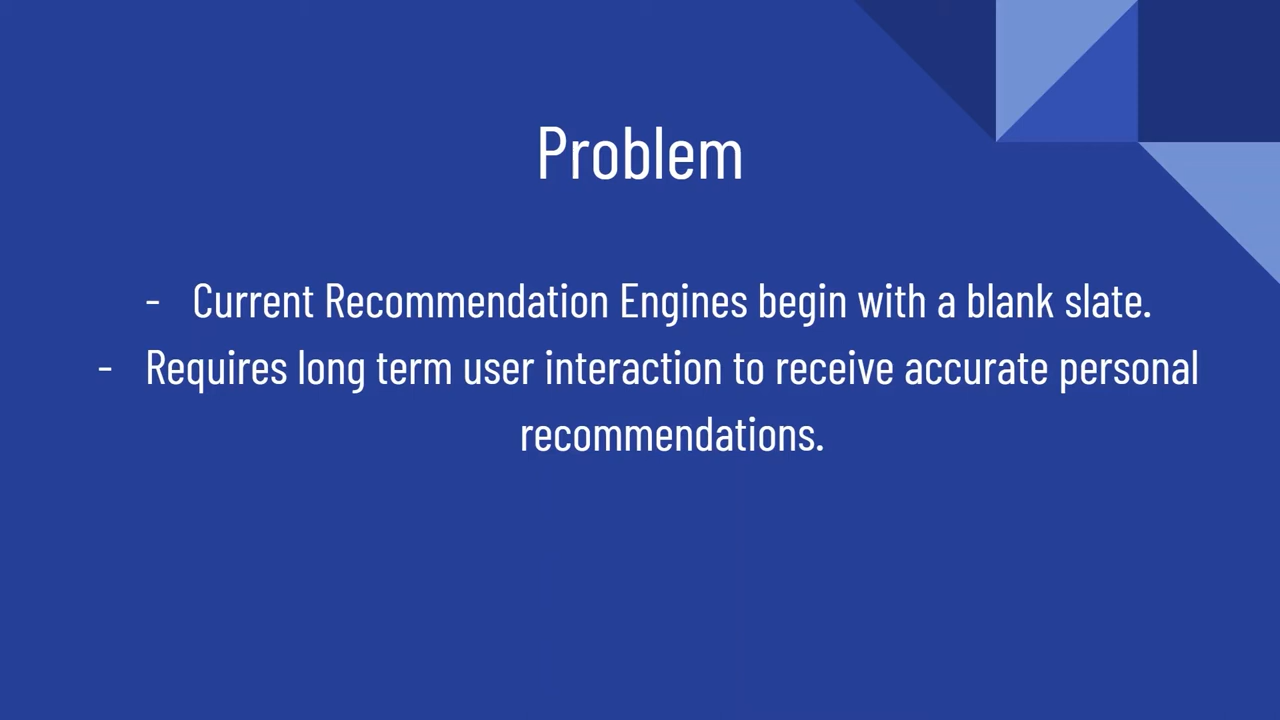 Problem
- Current Recommendation Engines begin with a blank slate.
- Requires long term user interaction to receive accurate personal
recommendations.